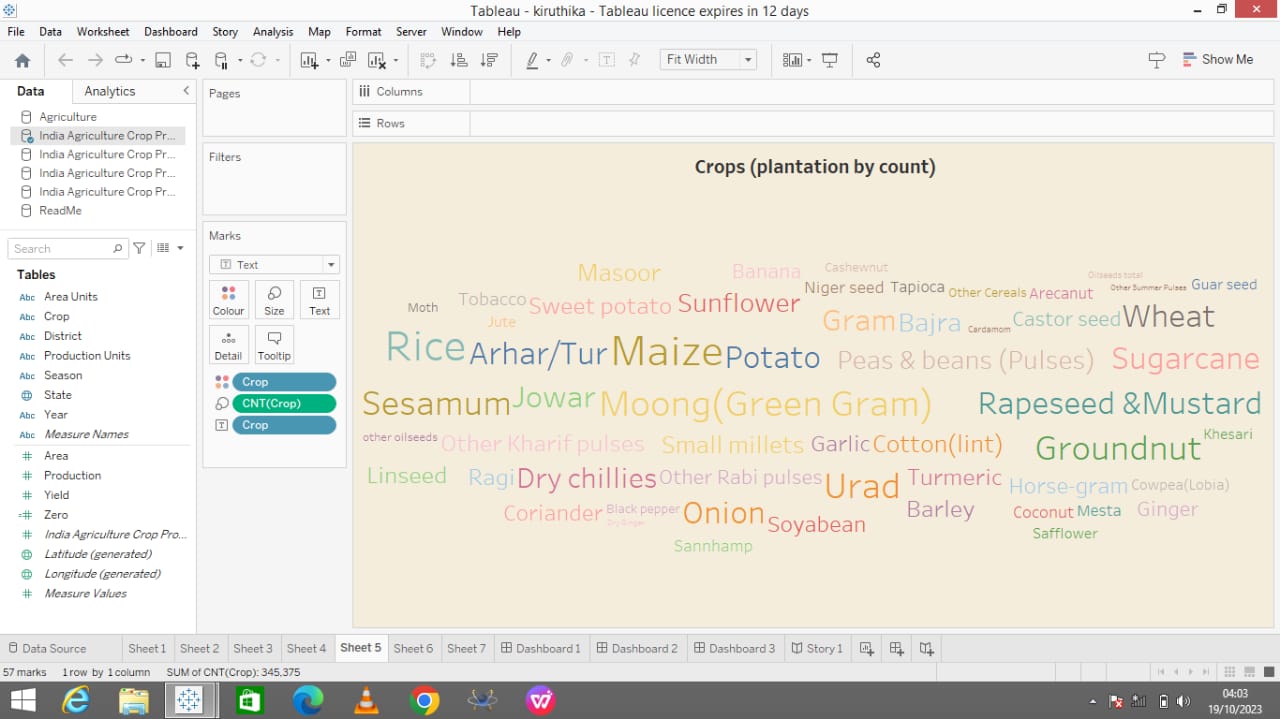 Tableau - kiruthika - Tableau licence expires in 12 days
File Data Worksheet Dashboard Story Analysis Map Format Server Window Help
Fit Width
Show Me
Data Analytics
Agriculture
India Agriculture Crop Pr...
India Agriculture Crop Pr...
India Agriculture Crop Pr...
India Agriculture Crop Pr...
ReadMe
Search
Tables
Abc Area Units
Abc Crop
Abc District
Abc Production Units
Abc Season
State
Abc Year
Abc Measure Names
# Area
# Production
# Yield
=# Zero
# India Agriculture Crop Pro...
Latitude (generated)
Longitude (generated)
# Measure Values
Pages
Filters
Marks
T Text
Colour Size Text
Detail Tooltip
Crop
CNT(Crop)
Crop
Columns
Rows
Crops (plantation by count)
Masoor Banana Cashewnut Oilseeds total
Moth Tobacco Sweet potato Sunflower Niger seed Tapioca Other Cereals Arecanut Other Summer Pulses Guar seed
Jute Gram Bajra Cardamom Castor seed Wheat
Rice Arhar/Tur Maize Potato Peas & beans (Pulses) Sugarcane
Sesamum Jowar Moong(Green Gram) Rapeseed &Mustard
other oilseeds Other Kharif pulses Small millets Garlic Cotton(lint) Groundnut Khesari
Linseed Ragi Dry chillies Other Rabi pulses Urad Turmeric Horse-gram Cowpea(Lobia)
Coriander Black pepper Dry Ginger Onion Soyabean Barley Coconut Mesta Ginger
Sannhamp Safflower
Data Source Sheet 1 Sheet 2 Sheet 3 Sheet 4 Sheet 5 Sheet 6 Sheet 7 Dashboard 1 Dashboard 2 Dashboard 3 Story 1
57 marks 1 row by 1 column SUM of CNT(Crop): 345,375
04:03
19/10/2023